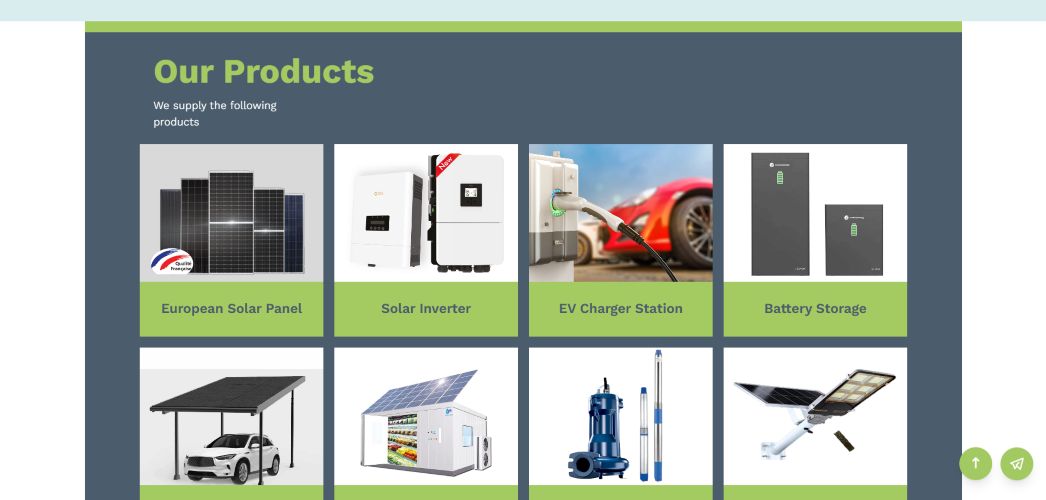 Our Products
We supply the following
products
New
Qualité
Française
European Solar Panel
Solar Inverter
EV Charger Station
Battery Storage